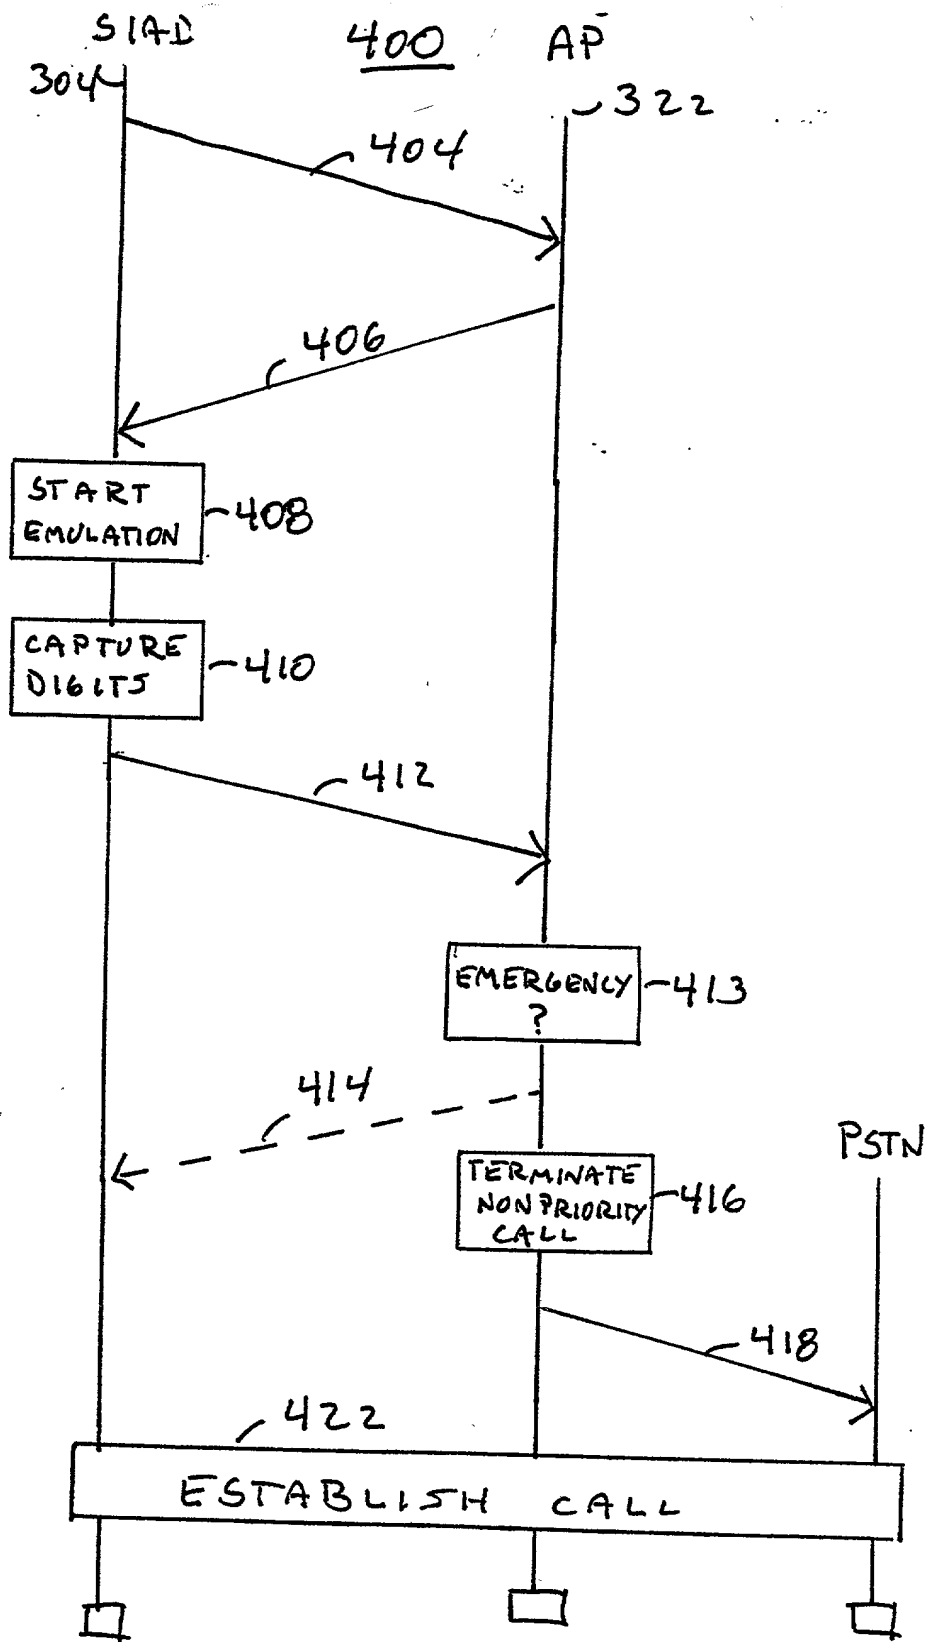 SIAD 400 AP
304 322
404
406
START
EMULATION
408
CAPTURE
DIGITS
410
412
EMERGENCY
?
413
414
PSTN
TERMINATE
NONPRIORITY
CALL
416
418
422
ESTABLISH CALL